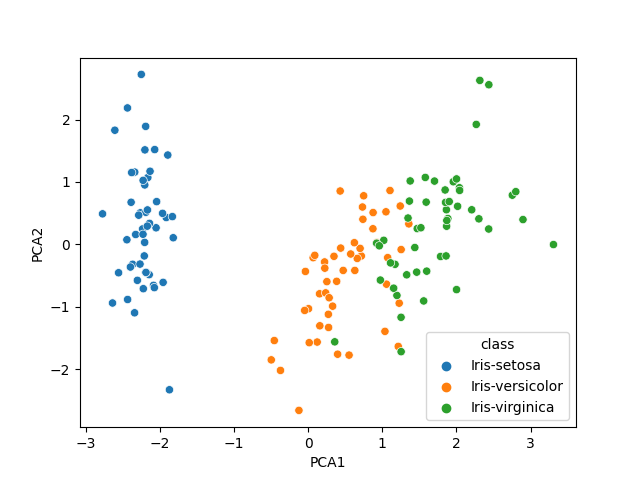 2
1
0
−1
−2
PCA2
−3
−2
−1
0
1
2
3
PCA1
class
Iris-setosa
Iris-versicolor
Iris-virginica